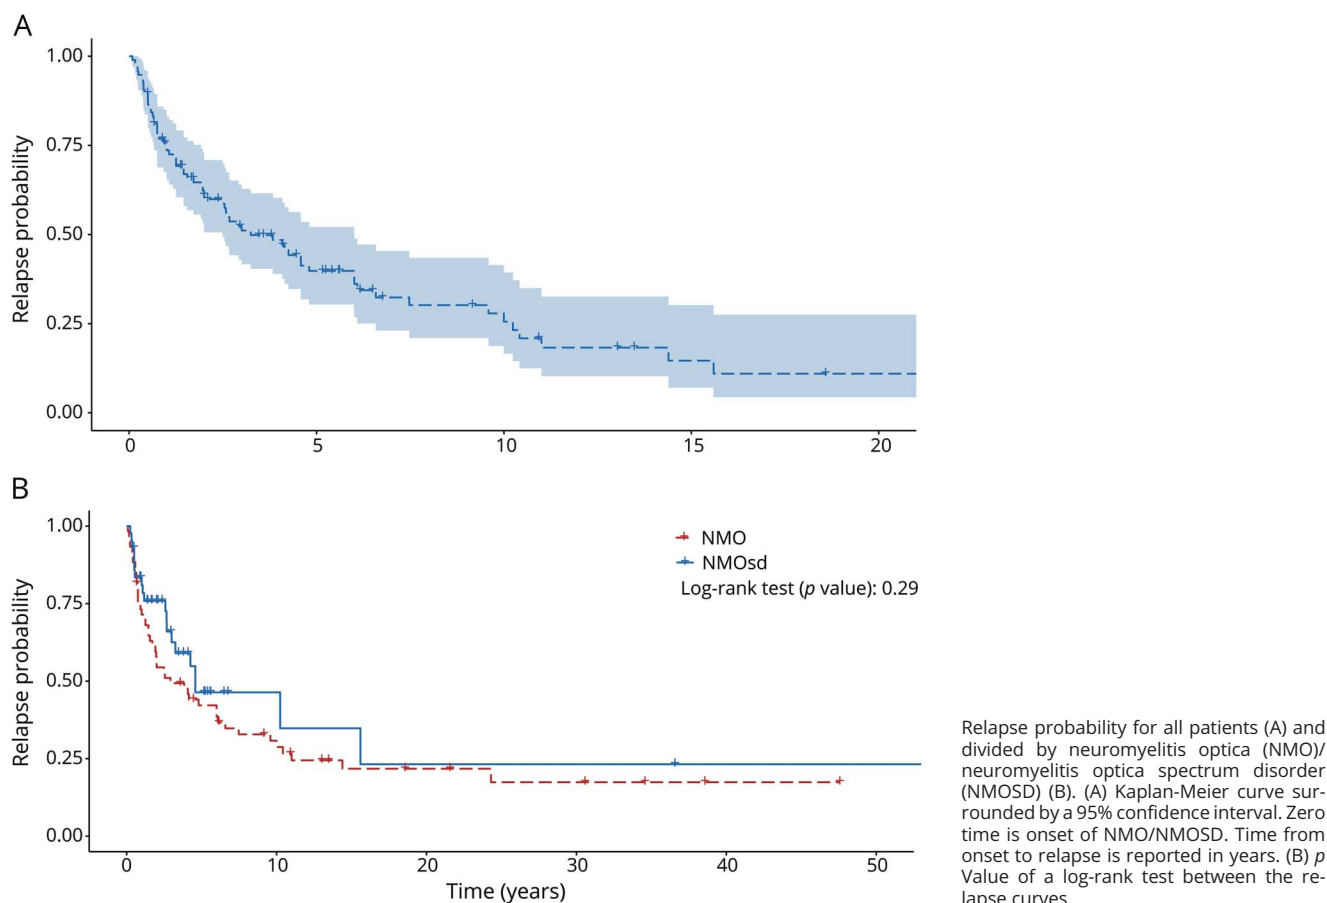 A
1.00
0.75
0.50
0.25
0.00
Relapse probability
0 5 10 15 20
B
1.00
0.75
0.50
0.25
0.00
Relapse probability
NMO
NMOsd
Log-rank test (p value): 0.29
0 10 20 30 40 50
Time (years)
Relapse probability for all patients (A) and
divided by neuromyelitis optica (NMO)/
neuromyelitis optica spectrum disorder
(NMOSD) (B). (A) Kaplan-Meier curve sur-
rounded by a 95% confidence interval. Zero
time is onset of NMO/NMOSD. Time from
onset to relapse is reported in years. (B) p
Value of a log-rank test between the re-
lapse curves.